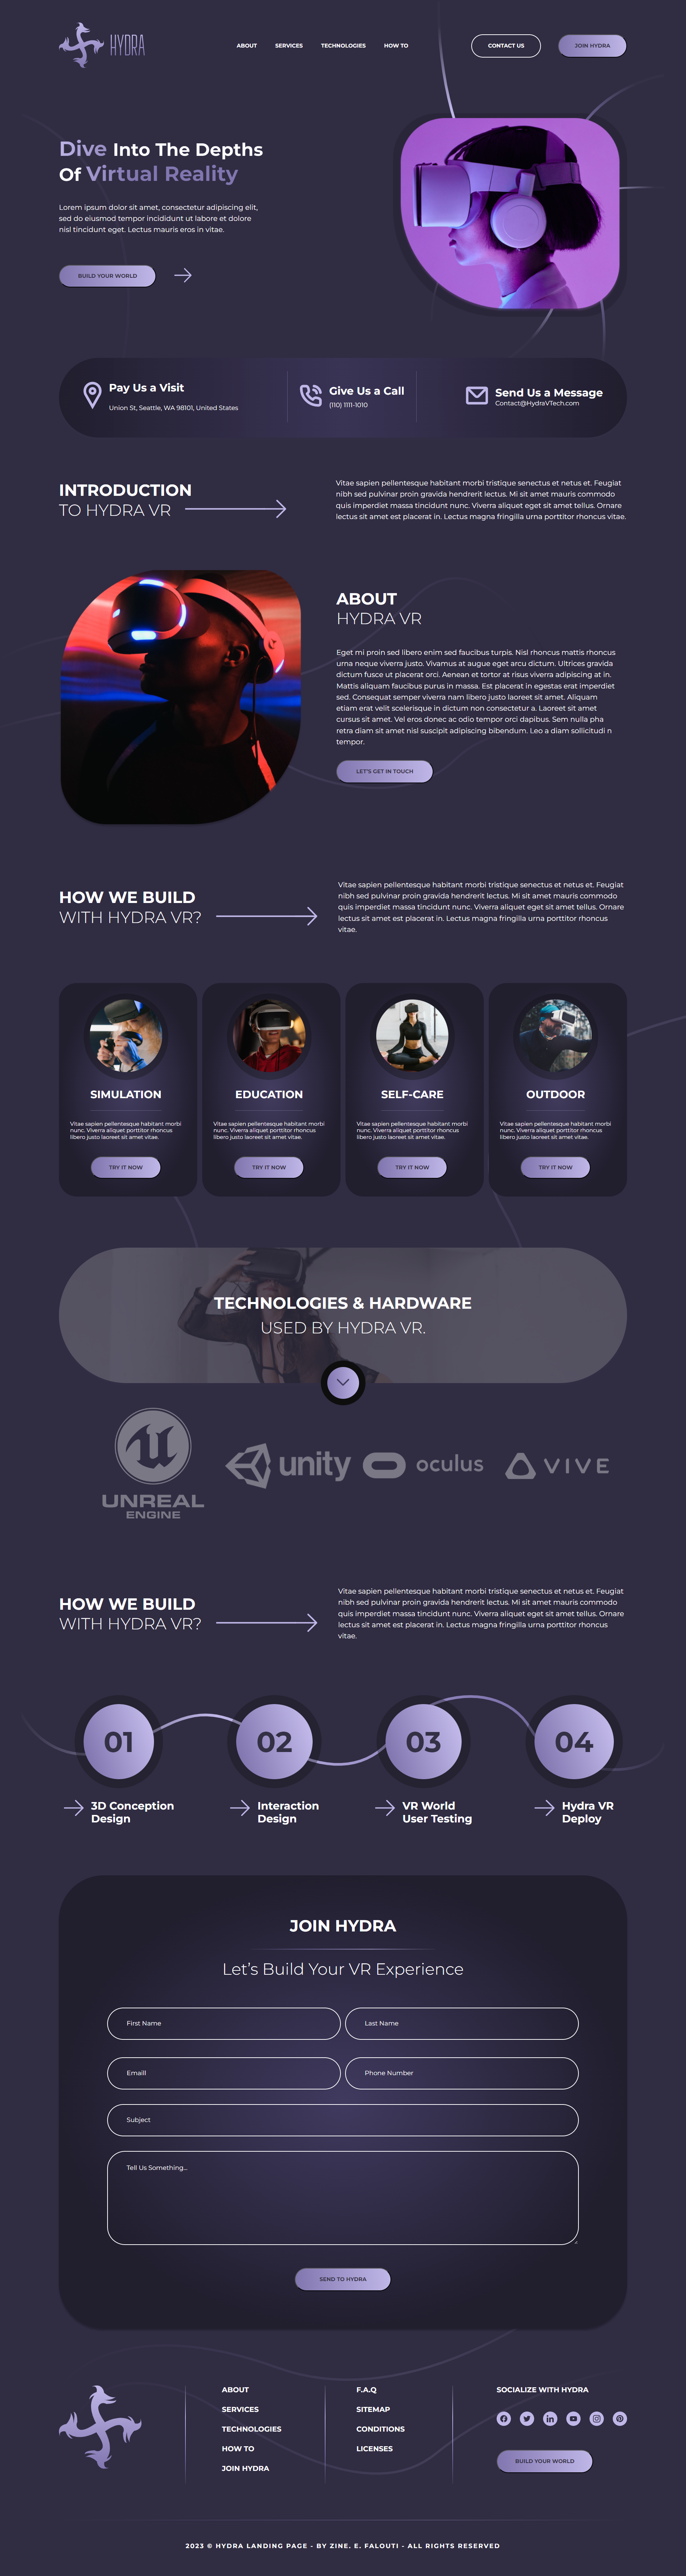 HYDRA
ABOUT SERVICES TECHNOLOGIES HOW TO
CONTACT US
JOIN HYDRA
Dive Into The Depths
Of Virtual Reality
Lorem ipsum dolor sit amet, consectetur adipiscing elit,
sed do eiusmod tempor incididunt ut labore et dolore
nisl tincidunt eget. Lectus mauris eros in vitae.
BUILD YOUR WORLD
Pay Us a Visit
Union St, Seattle, WA 98101, United States
Give Us a Call
(110) 1111-1010
Send Us a Message
Contact@HydraVTech.com
INTRODUCTION
TO HYDRA VR
Vitae sapien pellentesque habitant morbi tristique senectus et netus et. Feugiat
nibh sed pulvinar proin gravida hendrerit lectus. Mi sit amet mauris commodo
quis imperdiet massa tincidunt nunc. Viverra aliquet eget sit amet tellus. Ornare
lectus sit amet est placerat in. Lectus magna fringilla urna porttitor rhoncus vitae.
ABOUT
HYDRA VR
Eget mi proin sed libero enim sed faucibus turpis. Nisl rhoncus mattis rhoncus
urna neque viverra justo. Vivamus at augue eget arcu dictum. Ultrices gravida
dictum fusce ut placerat orci. Aenean et tortor at risus viverra adipiscing at in.
Mattis aliquam faucibus purus in massa. Est placerat in egestas erat imperdiet
sed. Consequat semper viverra nam libero justo laoreet sit amet. Aliquam
etiam erat velit scelerisque in dictum non consectetur a. Laoreet sit amet
cursus sit amet. Vel eros donec ac odio tempor orci dapibus. Sem nulla pha
retra diam sit amet nisl suscipit adipiscing bibendum. Leo a diam sollicitudi n
tempor.
LET'S GET IN TOUCH
HOW WE BUILD
WITH HYDRA VR?
Vitae sapien pellentesque habitant morbi tristique senectus et netus et. Feugiat
nibh sed pulvinar proin gravida hendrerit lectus. Mi sit amet mauris commodo
quis imperdiet massa tincidunt nunc. Viverra aliquet eget sit amet tellus. Ornare
lectus sit amet est placerat in. Lectus magna fringilla urna porttitor rhoncus
vitae.
SIMULATION
Vitae sapien pellentesque habitant morbi
nunc. Viverra aliquet porttitor rhoncus
libero justo laoreet sit amet vitae.
TRY IT NOW
EDUCATION
Vitae sapien pellentesque habitant morbi
nunc. Viverra aliquet porttitor rhoncus
libero justo laoreet sit amet vitae.
TRY IT NOW
SELF-CARE
Vitae sapien pellentesque habitant morbi
nunc. Viverra aliquet porttitor rhoncus
libero justo laoreet sit amet vitae.
TRY IT NOW
OUTDOOR
Vitae sapien pellentesque habitant morbi
nunc. Viverra aliquet porttitor rhoncus
libero justo laoreet sit amet vitae.
TRY IT NOW
TECHNOLOGIES & HARDWARE
USED BY HYDRA VR.
UNREAL
ENGINE
unity
oculus
VIVE
HOW WE BUILD
WITH HYDRA VR?
Vitae sapien pellentesque habitant morbi tristique senectus et netus et. Feugiat
nibh sed pulvinar proin gravida hendrerit lectus. Mi sit amet mauris commodo
quis imperdiet massa tincidunt nunc. Viverra aliquet eget sit amet tellus. Ornare
lectus sit amet est placerat in. Lectus magna fringilla urna porttitor rhoncus
vitae.
01
3D Conception
Design
02
Interaction
Design
03
VR World
User Testing
04
Hydra VR
Deploy
JOIN HYDRA
Let's Build Your VR Experience
First Name
Last Name
Emaill
Phone Number
Subject
Tell Us Something...
SEND TO HYDRA
ABOUT
SERVICES
TECHNOLOGIES
HOW TO
JOIN HYDRA
F.A.Q
SITEMAP
CONDITIONS
LICENSES
SOCIALIZE WITH HYDRA
BUILD YOUR WORLD
2023 © HYDRA LANDING PAGE - BY ZINE. E. FALOUTI - ALL RIGHTS RESERVED